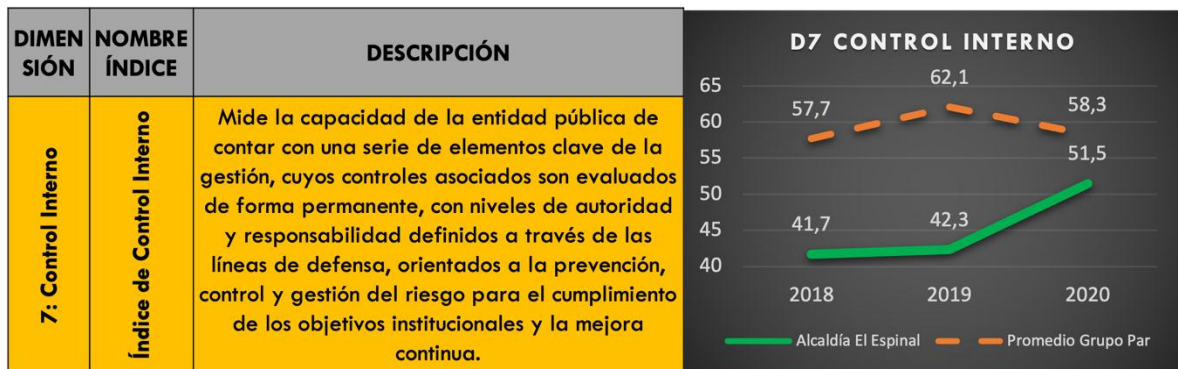 DIMEN
SIÓN
NOMBRE
ÍNDICE
DESCRIPCIÓN
7: Control Interno
Índice de Control Interno
Mide la capacidad de la entidad pública de
contar con una serie de elementos clave de la
gestión, cuyos controles asociados son evaluados
de forma permanente, con niveles de autoridad
y responsabilidad definidos a través de las
líneas de defensa, orientados a la prevención,
control y gestión del riesgo para el cumplimiento
de los objetivos institucionales y la mejora
continua.
D7 CONTROL INTERNO
65
60
55
50
45
40
57,7
62,1
58,3
51,5
41,7
42,3
2018
2019
2020
Alcaldía El Espinal
Promedio Grupo Par